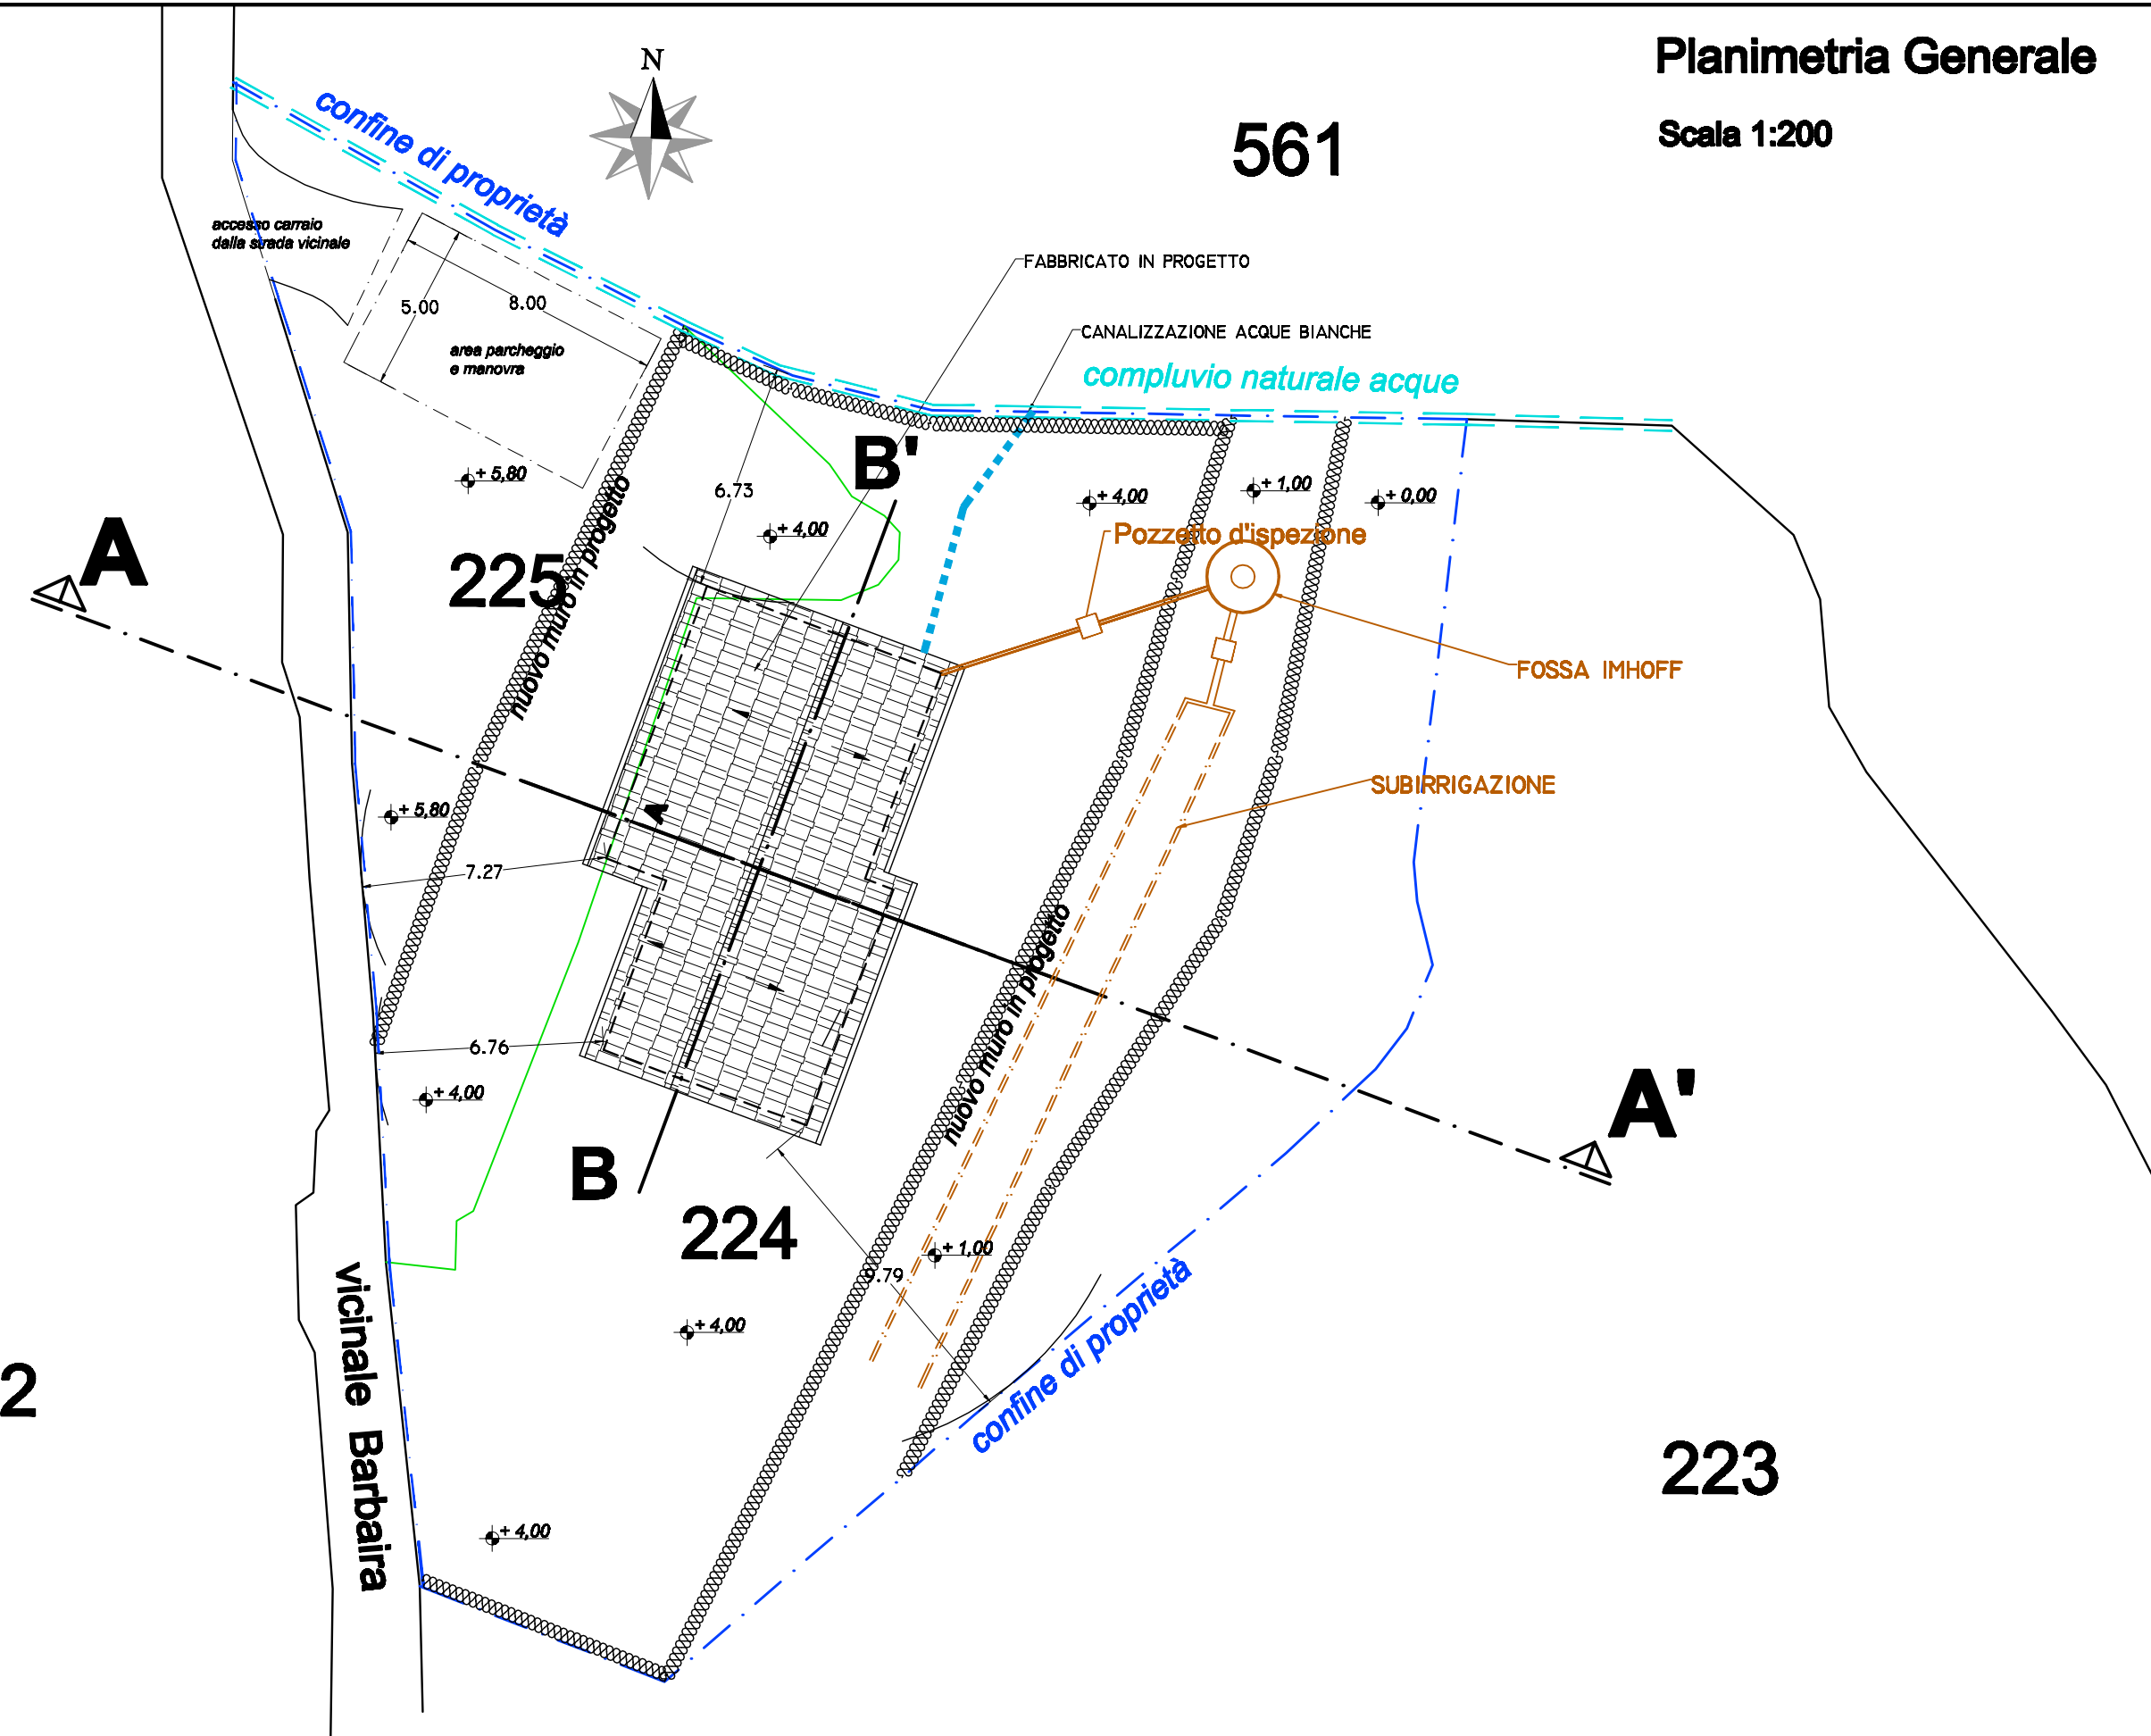 Planimetria Generale
Scala 1:200
N
561
confine di proprietà
accesso carraio
dalla strada vicinale
FABBRICATO IN PROGETTO
5.00
8.00
CANALIZZAZIONE ACQUE BIANCHE
area parcheggio
e manovra
compluvio naturale acque
B'
+ 5,80
6.73
+ 4,00
+ 1,00
+ 0,00
+ 4,00
Pozzetto d'ispezione
A
225
nuovo muro in progetto
FOSSA IMHOFF
SUBIRRIGAZIONE
A
+ 5,80
7.27
nuovo muro in progetto
6.76
+ 4,00
A'
B
224
+ 1,00
9.79
+ 4,00
confine di proprietà
vicinale Barbaira
2
223
+ 4,00